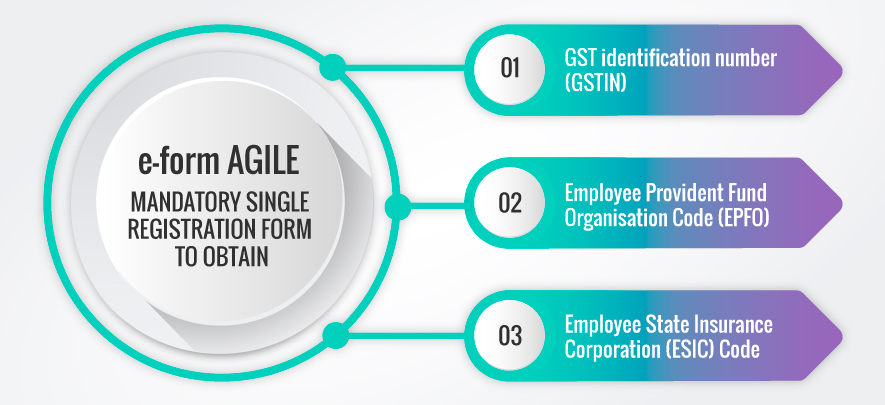 e-form AGILE
MANDATORY SINGLE
REGISTRATION FORM
TO OBTAIN
01
GST identification number
(GSTIN)
02
Employee Provident Fund
Organisation Code (EPFO)
03
Employee State Insurance
Corporation (ESIC) Code